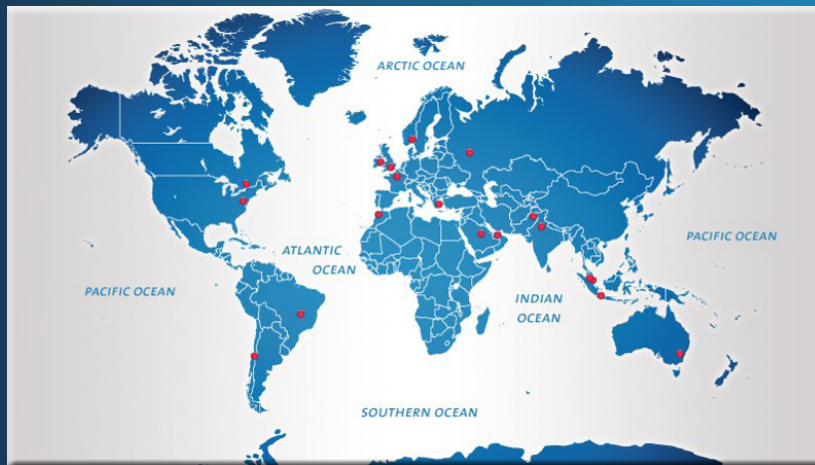 ARCTIC OCEAN
ATLANTIC
OCEAN
PACIFIC OCEAN
PACIFIC OCEAN
INDIAN
OCEAN
SOUTHERN OCEAN